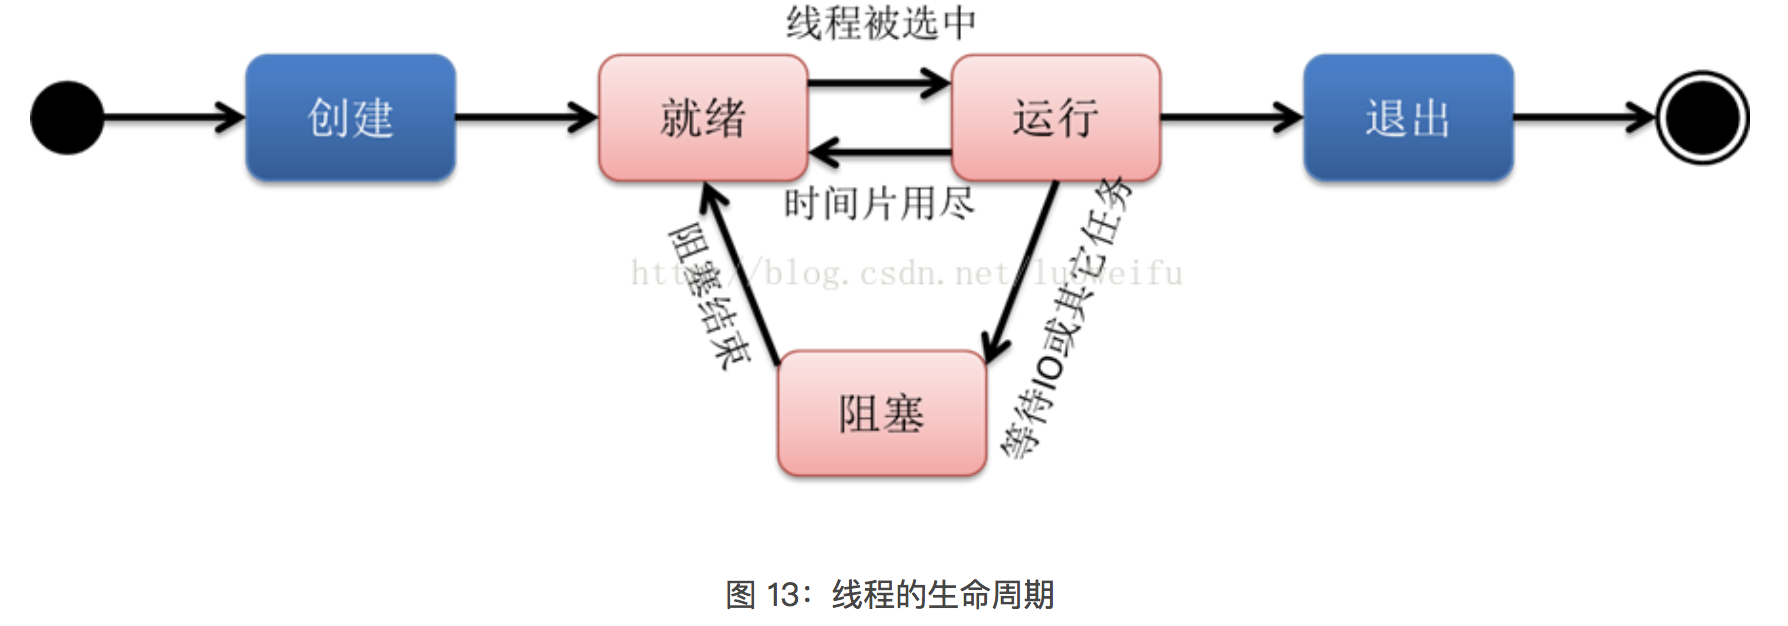 线程被选中
创建
就绪
运行
退出
时间片用尽
阻塞结束
http://blog.csdn.net/luoweifu
等待IO或其它任务
阻塞
图 13：线程的生命周期